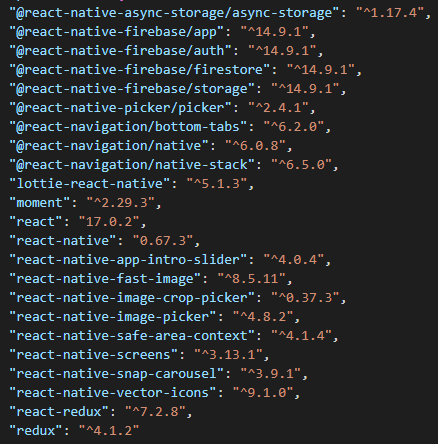 "@react-native-async-storage/async-storage": "^1.17.4",
"@react-native-firebase/app": "^14.9.1",
"@react-native-firebase/auth": "^14.9.1",
"@react-native-firebase/firestore": "^14.9.1",
"@react-native-firebase/storage": "^14.9.1",
"@react-native-picker/picker": "^2.4.1",
"@react-navigation/bottom-tabs": "^6.2.0",
"@react-navigation/native": "^6.0.8",
"@react-navigation/native-stack": "^6.5.0",
"lottie-react-native": "^5.1.3",
"moment": "^2.29.3",
"react": "17.0.2",
"react-native": "0.67.3",
"react-native-app-intro-slider": "^4.0.4",
"react-native-fast-image": "^8.5.11",
"react-native-image-crop-picker": "^0.37.3",
"react-native-image-picker": "^4.8.2",
"react-native-safe-area-context": "^4.1.4",
"react-native-screens": "^3.13.1",
"react-native-snap-carousel": "^3.9.1",
"react-native-vector-icons": "^9.1.0",
"react-redux": "^7.2.8",
"redux": "^4.1.2"